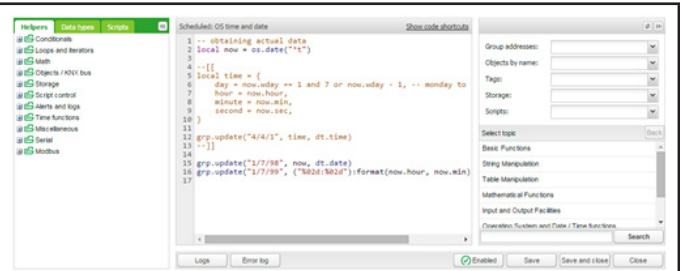 Helpers Data types Scripts
Conditionals
Loops and iterators
Math
Objects / KNX bus
Storage
Script control
Alerts and logs
Time functions
Miscellaneous
Serial
Modbus
Scheduled: OS time and date Show code shortcuts
1 -- obtaining actual data
2 local now = os.date("*t")
3
4 --[[
5 local time = {
6 day = now.wday == 1 and 7 or now.wday - 1, -- monday to
7 hour = now.hour,
8 minute = now.min,
9 second = now.sec,
10 }
11
12 grp.update("4/4/1", time, dt.time)
13 --]]
14
15 grp.update("1/7/98", now, dt.date)
16 grp.update("1/7/99", ("%02d:%02d"):format(now.hour, now.min)
17
Logs Error log Enabled Save Save and close Close
Group addresses:
Objects by name:
Tags:
Storage:
Scripts:
Select topic Back
Basic Functions
String Manipulation
Table Manipulation
Mathematical Functions
Input and Output Facilities
Operating System and Date / Time functions
Search